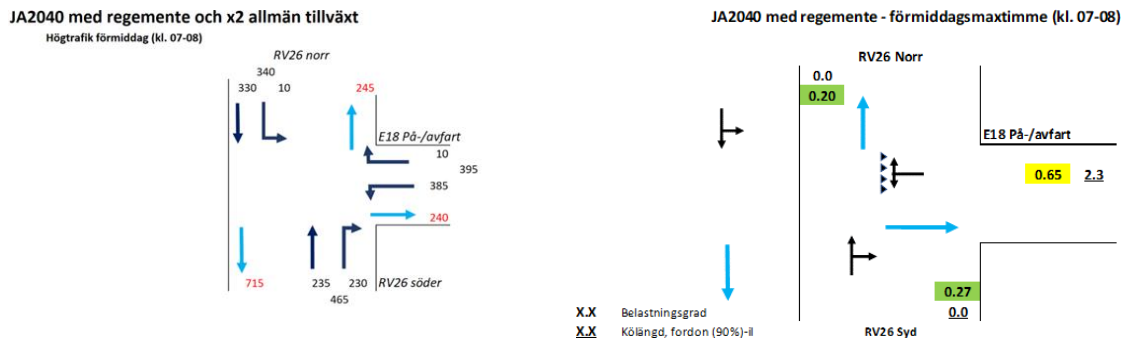 JA2040 med regemente och x2 allmän tillväxt
Högtrafik förmiddag (kl. 07-08)
RV26 norr
340
330 10
245
E18 På-/avfart
10
395
385
240
715
235 230
RV26 söder
465
JA2040 med regemente - förmiddagsmaxtimme (kl. 07-08)
RV26 Norr
0.0
0.20
E18 På-/avfart
0.65 2.3
0.27
0.0
X.X Belastningsgrad
X.X Kölängd, fordon (90%)-il
RV26 Syd